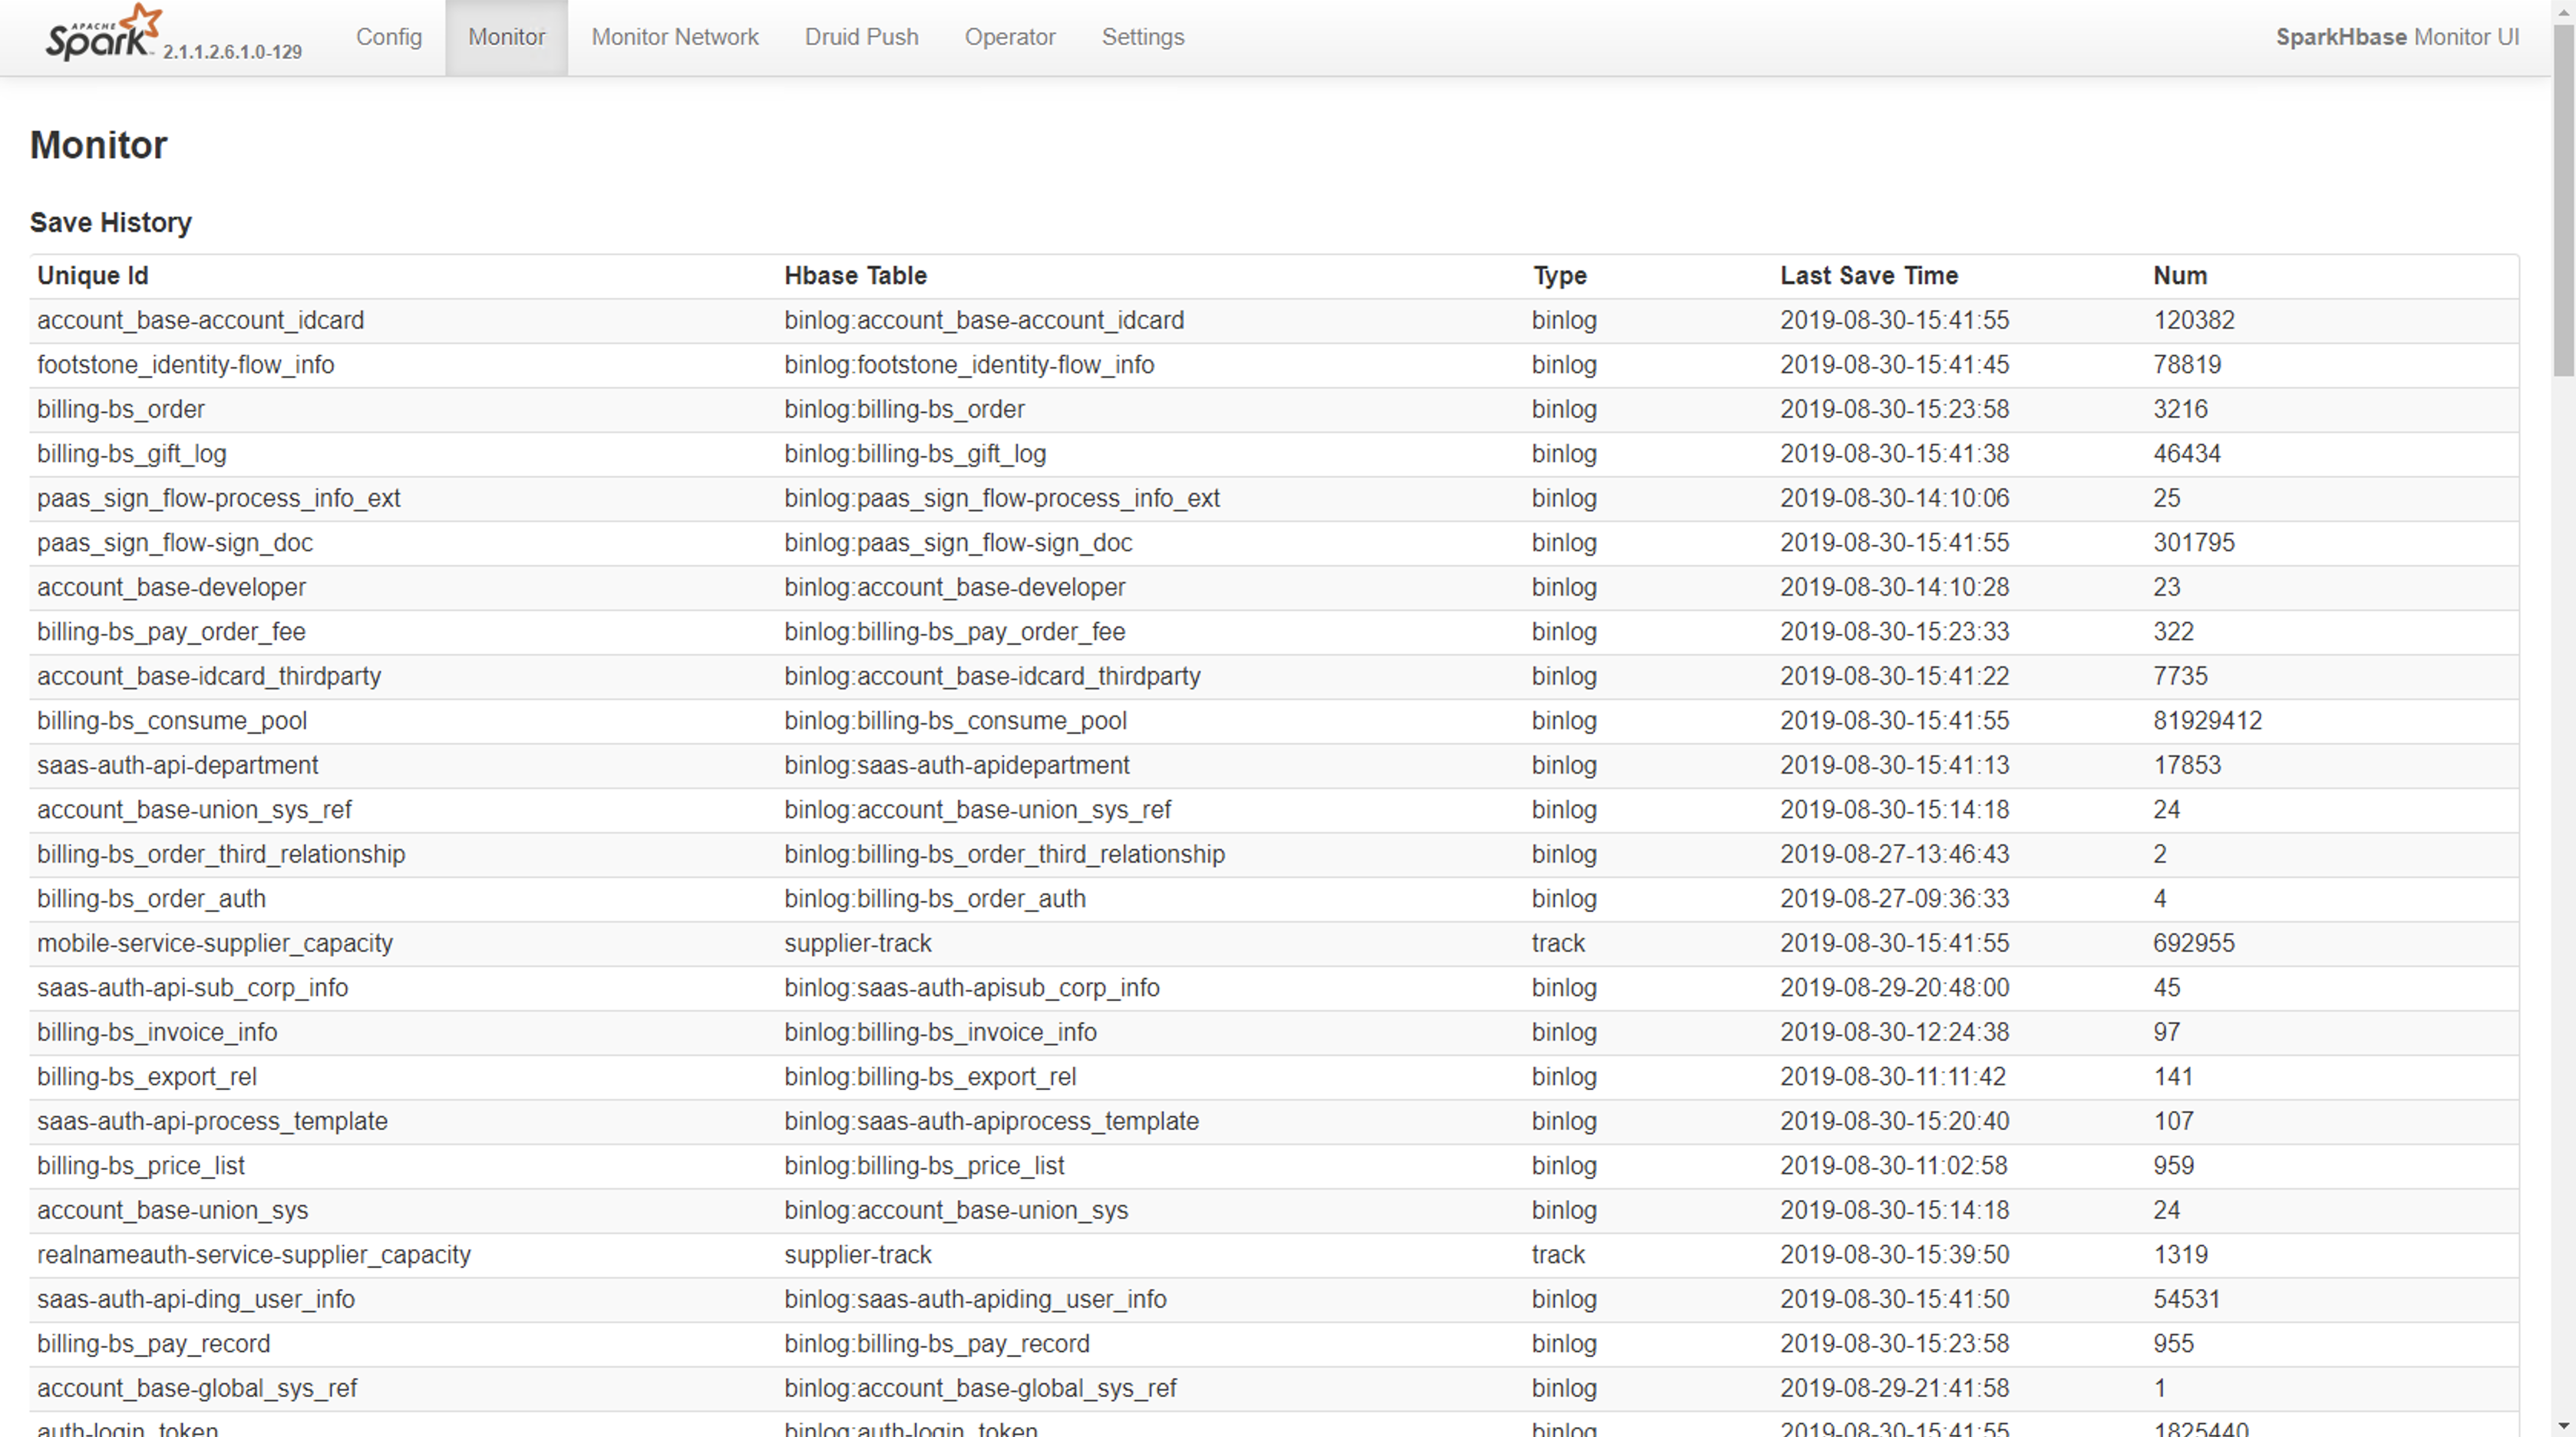 APACHE Spark 2.1.1.2.6.1.0-129 Config Monitor Monitor Network Druid Push Operator Settings SparkHbase Monitor UI
Monitor
Save History
Unique Id Hbase Table Type Last Save Time Num
account_base-account_idcard binlog:account_base-account_idcard binlog 2019-08-30-15:41:55 120382
footstone_identity-flow_info binlog:footstone_identity-flow_info binlog 2019-08-30-15:41:45 78819
billing-bs_order binlog:billing-bs_order binlog 2019-08-30-15:23:58 3216
billing-bs_gift_log binlog:billing-bs_gift_log binlog 2019-08-30-15:41:38 46434
paas_sign_flow-process_info_ext binlog:paas_sign_flow-process_info_ext binlog 2019-08-30-14:10:06 25
paas_sign_flow-sign_doc binlog:paas_sign_flow-sign_doc binlog 2019-08-30-15:41:55 301795
account_base-developer binlog:account_base-developer binlog 2019-08-30-14:10:28 23
billing-bs_pay_order_fee binlog:billing-bs_pay_order_fee binlog 2019-08-30-15:23:33 322
account_base-idcard_thirdparty binlog:account_base-idcard_thirdparty binlog 2019-08-30-15:41:22 7735
billing-bs_consume_pool binlog:billing-bs_consume_pool binlog 2019-08-30-15:41:55 81929412
saas-auth-api-department binlog:saas-auth-apidepartment binlog 2019-08-30-15:41:13 17853
account_base-union_sys_ref binlog:account_base-union_sys_ref binlog 2019-08-30-15:14:18 24
billing-bs_order_third_relationship binlog:billing-bs_order_third_relationship binlog 2019-08-27-13:46:43 2
billing-bs_order_auth binlog:billing-bs_order_auth binlog 2019-08-27-09:36:33 4
mobile-service-supplier_capacity supplier-track track 2019-08-30-15:41:55 692955
saas-auth-api-sub_corp_info binlog:saas-auth-apisub_corp_info binlog 2019-08-29-20:48:00 45
billing-bs_invoice_info binlog:billing-bs_invoice_info binlog 2019-08-30-12:24:38 97
billing-bs_export_rel binlog:billing-bs_export_rel binlog 2019-08-30-11:11:42 141
saas-auth-api-process_template binlog:saas-auth-apiprocess_template binlog 2019-08-30-15:20:40 107
billing-bs_price_list binlog:billing-bs_price_list binlog 2019-08-30-11:02:58 959
account_base-union_sys binlog:account_base-union_sys binlog 2019-08-30-15:14:18 24
realnameauth-service-supplier_capacity supplier-track track 2019-08-30-15:39:50 1319
saas-auth-api-ding_user_info binlog:saas-auth-apiding_user_info binlog 2019-08-30-15:41:50 54531
billing-bs_pay_record binlog:billing-bs_pay_record binlog 2019-08-30-15:23:58 955
account_base-global_sys_ref binlog:account_base-global_sys_ref binlog 2019-08-29-21:41:58 1
auth-login_token binlog:auth-login_token binlog 2019-08-30-15:41:55 1825440